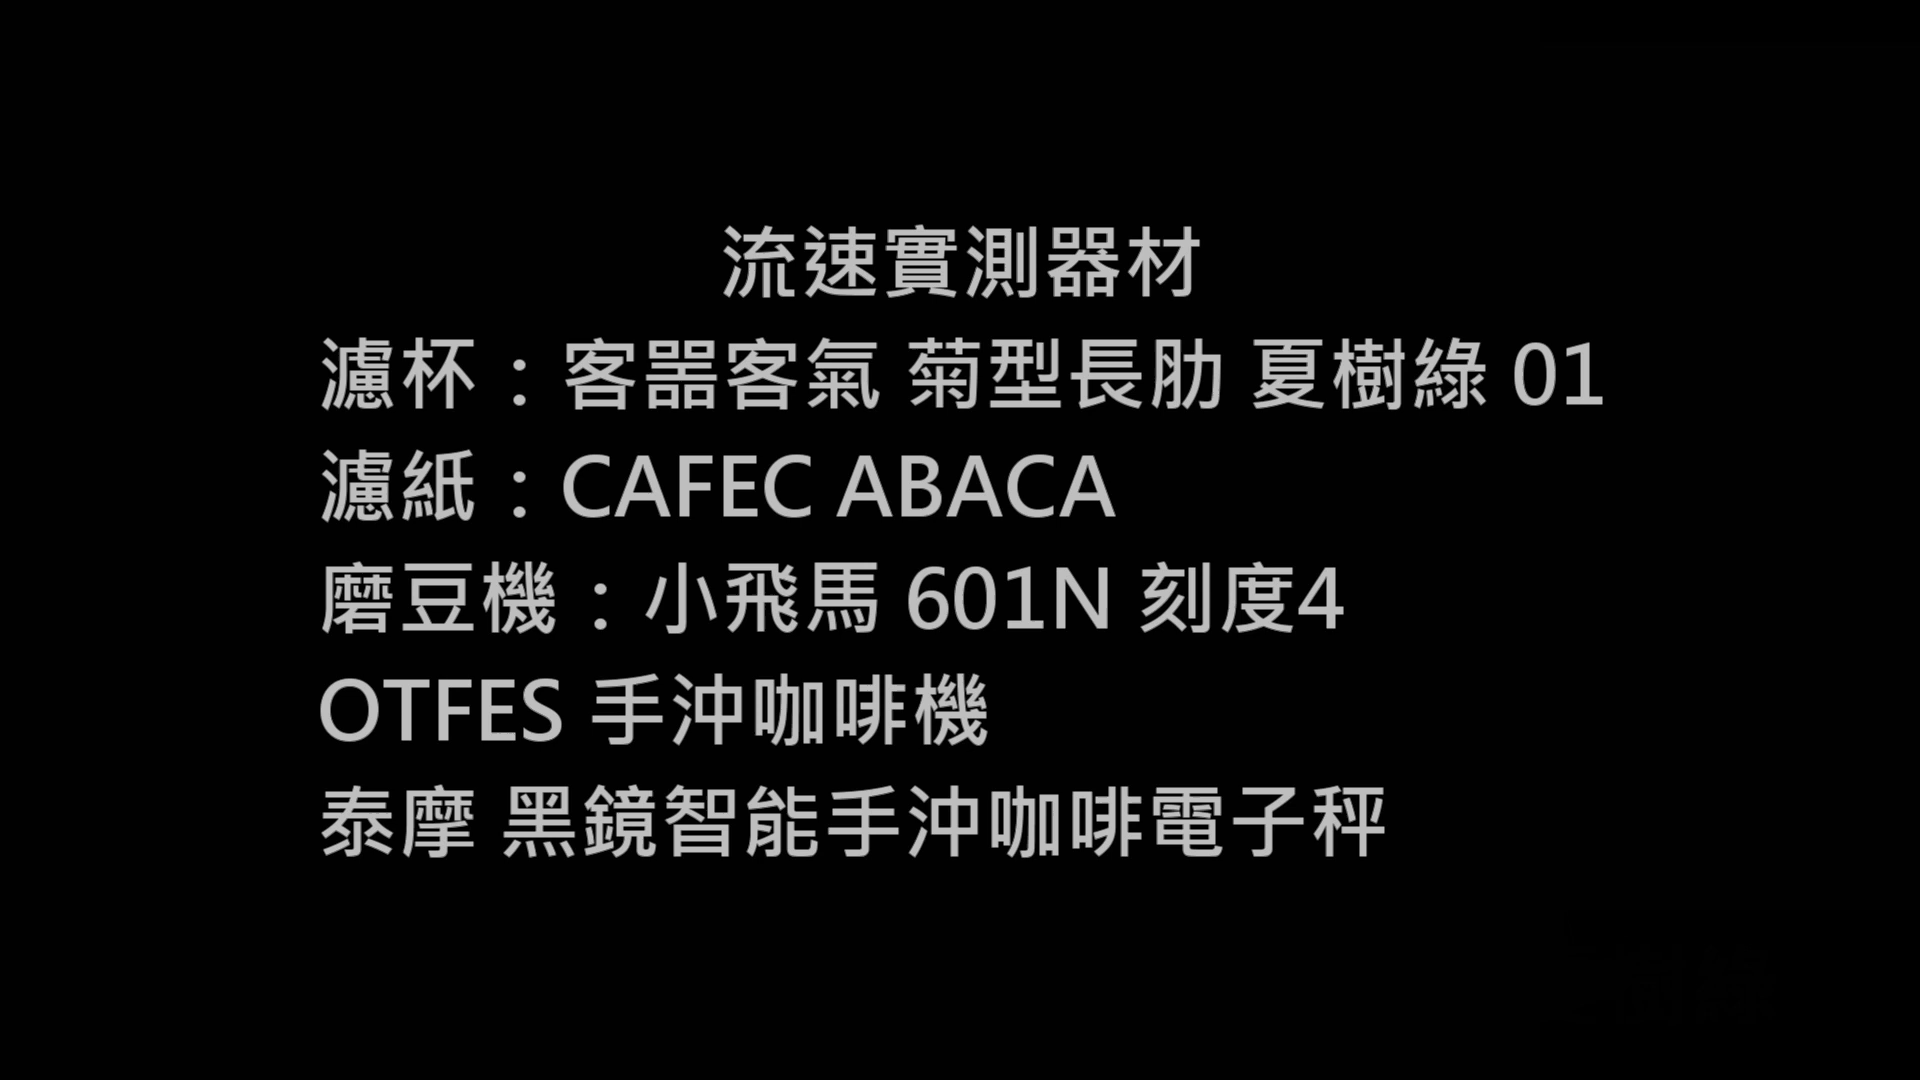 流速實測器材
濾杯：客噐客氣 菊型長肋 夏樹綠 01
濾紙：CAFEC ABACA
磨豆機：小飛馬 601N 刻度4
OTFES 手沖咖啡機
泰摩 黑鏡智能手沖咖啡電子秤